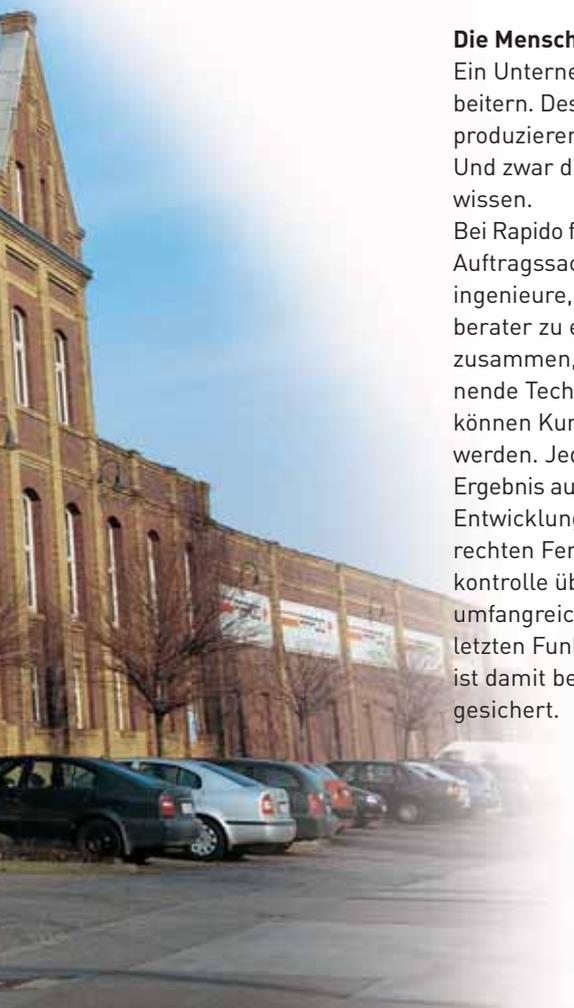 Die Mensch
Ein Unterne
beitern. Des
produzieren
Und zwar d
wissen.
Bei Rapido f
Auftragssac
ingenieure,
berater zu e
zusammen,
nende Tech
können Kur
werden. Jed
Ergebnis au
Entwicklung
rechten Fer
kontrolle üb
umfangreic
letzten Funk
ist damit be
gesichert.